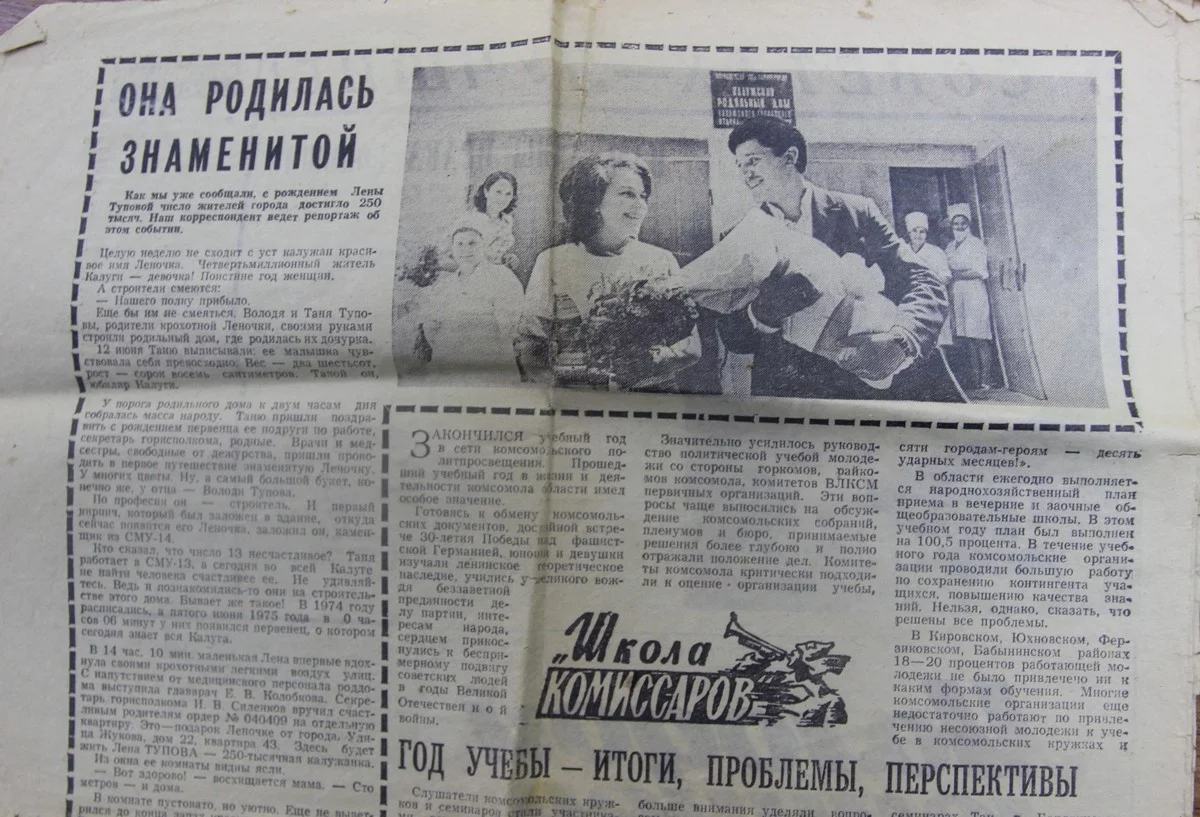 ОНА РОДИЛАСЬ
ЗНАМЕНИТОЙ
Как мы уже сообщали, с рождением Лены
Туповой число жителей города достигло 250
тысяч. Наш корреспондент ведет репортаж об
этом событии.
Целую неделю не сходит с уст калужан краси-
вое имя Леночка. Четвертьмиллионный житель
Калуги — девочка! Поистине год женщин.
А строители смеются:
— Нашего полку прибыло.
Еще бы им не смеяться. Володя и Таня Тупо-
вы, родители крохотной Леночки, своими руками
строили родильный дом, где родилась их дочурка.
12 июня Таню выписывали: ее малышка чув-
ствовала себя превосходно: Вес — два шестьсот,
рост — сорок восемь сантиметров. Такой он,
юбиляр Калуги.
У порога родильного дома к двум часам дня
собралась масса народу. Таню пришли поздра-
вить с рождением первенца ее подруги по работе,
секретарь горисполкома, родные. Врачи и мед-
сестры, свободные от дежурства, пришли прово-
дить в первое путешествие знаменитую Леночку.
У многих цветы. Ну, а самый большой букет, ко-
нечно же, у отца — Володи Тупова.
По профессии он — строитель. И первый
кирпич, который был заложен в здание, откуда
сейчас появится его Леночка, заложил он, камен-
щик из СМУ-14.
Кто сказал, что число 13 несчастливое? Таня
работает в СМУ-13, а сегодня во всей Калуге
не найти человека счастливее ее. Не удивляй-
тесь. Ведь и познакомились-то они на строитель-
стве этого дома. Бывает же такое! В 1974 году
расписались, а пятого июня 1975 года в 0 ча-
сов 06 минут у них появился первенец, о котором
сегодня знает вся Калуга.
В 14 час. 10 мин. маленькая Лена впервые вдох-
нула своими крохотными легкими воздух улиц.
С напутствием от медицинского персонала роддо-
ма выступила главврач Е. В. Колобкова. Секре-
тарь горисполкома И. В. Силенков вручил счаст-
ливым родителям ордер № 040409 на отдельную
квартиру. Это — подарок Леночке от города. Ули-
ца Жукова, дом 22, квартира 43. Здесь будет
жить Лена ТУПОВА — 250-тысячная калужанка.
Из окна ее комнаты видны ясли.
— Вот здорово! — восхищается мама. — Сто
метров — и дома.
В комнате пустовато, но уютно. Еще не вывет-
рился до конца запах
КАЛУЖСКИЙ
РОДИЛЬНЫЙ ДОМ
ЗАКОНЧИЛСЯ учебный год
в сети комсомольского по-
литпросвещения. Прошед-
ший учебный год в жизни и дея-
тельности комсомола области имел
особое значение.
Готовясь к обмену комсомоль-
ских документов, достойной встре-
че 30-летия Победы над фашист-
ской Германией, юноши и девушки
изучали ленинское теоретическое
наследие, учились у великого вож-
дя беззаветной
преданности де-
лу партии, инте-
ресам народа,
сердцем прикос-
нулись к беспри-
мерному подвигу
советских людей
в годы Великой
Отечественной
войны.
Значительно усилилось руковод-
ство политической учебой молоде-
жи со стороны горкомов, райко-
мов комсомола, комитетов ВЛКСМ
первичных организаций. Эти воп-
росы чаще выносились на обсуж-
дение комсомольских собраний,
пленумов и бюро, принимаемые
решения более глубоко и полно
отражали положение дел. Комите-
ты комсомола критически подходи-
ли к оценке организации учебы,
сяти городам-героям — десять
ударных месяцев!».
В области ежегодно выполняет-
ся народнохозяйственный план
приема в вечерние и заочные об-
щеобразовательные школы. В этом
учебном году план был выполнен
на 100,5 процента. В течение учеб-
ного года комсомольские органи-
зации проводили большую работу
по сохранению контингента уча-
щихся, повышению качества зна-
ний. Нельзя, однако, сказать, что
решены все проблемы.
В Кировском, Юхновском, Фер-
зиковском, Бабынинском районах
18—20 процентов работающей мо-
лодежи не было привлечено ни к
каким формам обучения. Многие
комсомольские организации еще
недостаточно работают по привле-
чению несоюзной молодежи к уче-
бе в комсомольских кружках и
„Школа
КОМИССАРОВ
ГОД УЧЕБЫ — ИТОГИ, ПРОБЛЕМЫ, ПЕРСПЕКТИВЫ
Слушатели комсомольских круж-
ков и семинаров стали участника-
больше внимания уделяли вопро-